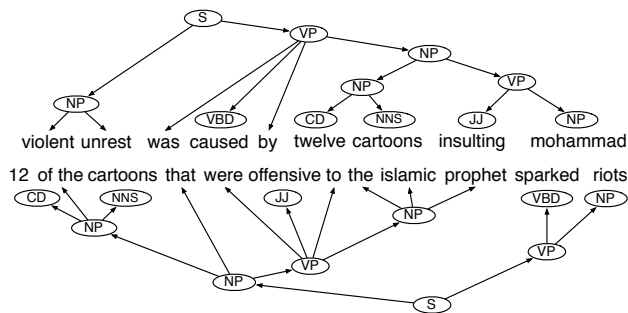 S
VP
NP
NP
VP
NP
VBD
CD
NNS
JJ
NP
violent unrest was caused by twelve cartoons insulting mohammad
12 of the cartoons that were offensive to the islamic prophet sparked riots
CD
NNS
JJ
VBD
NP
NP
NP
VP
VP
NP
S